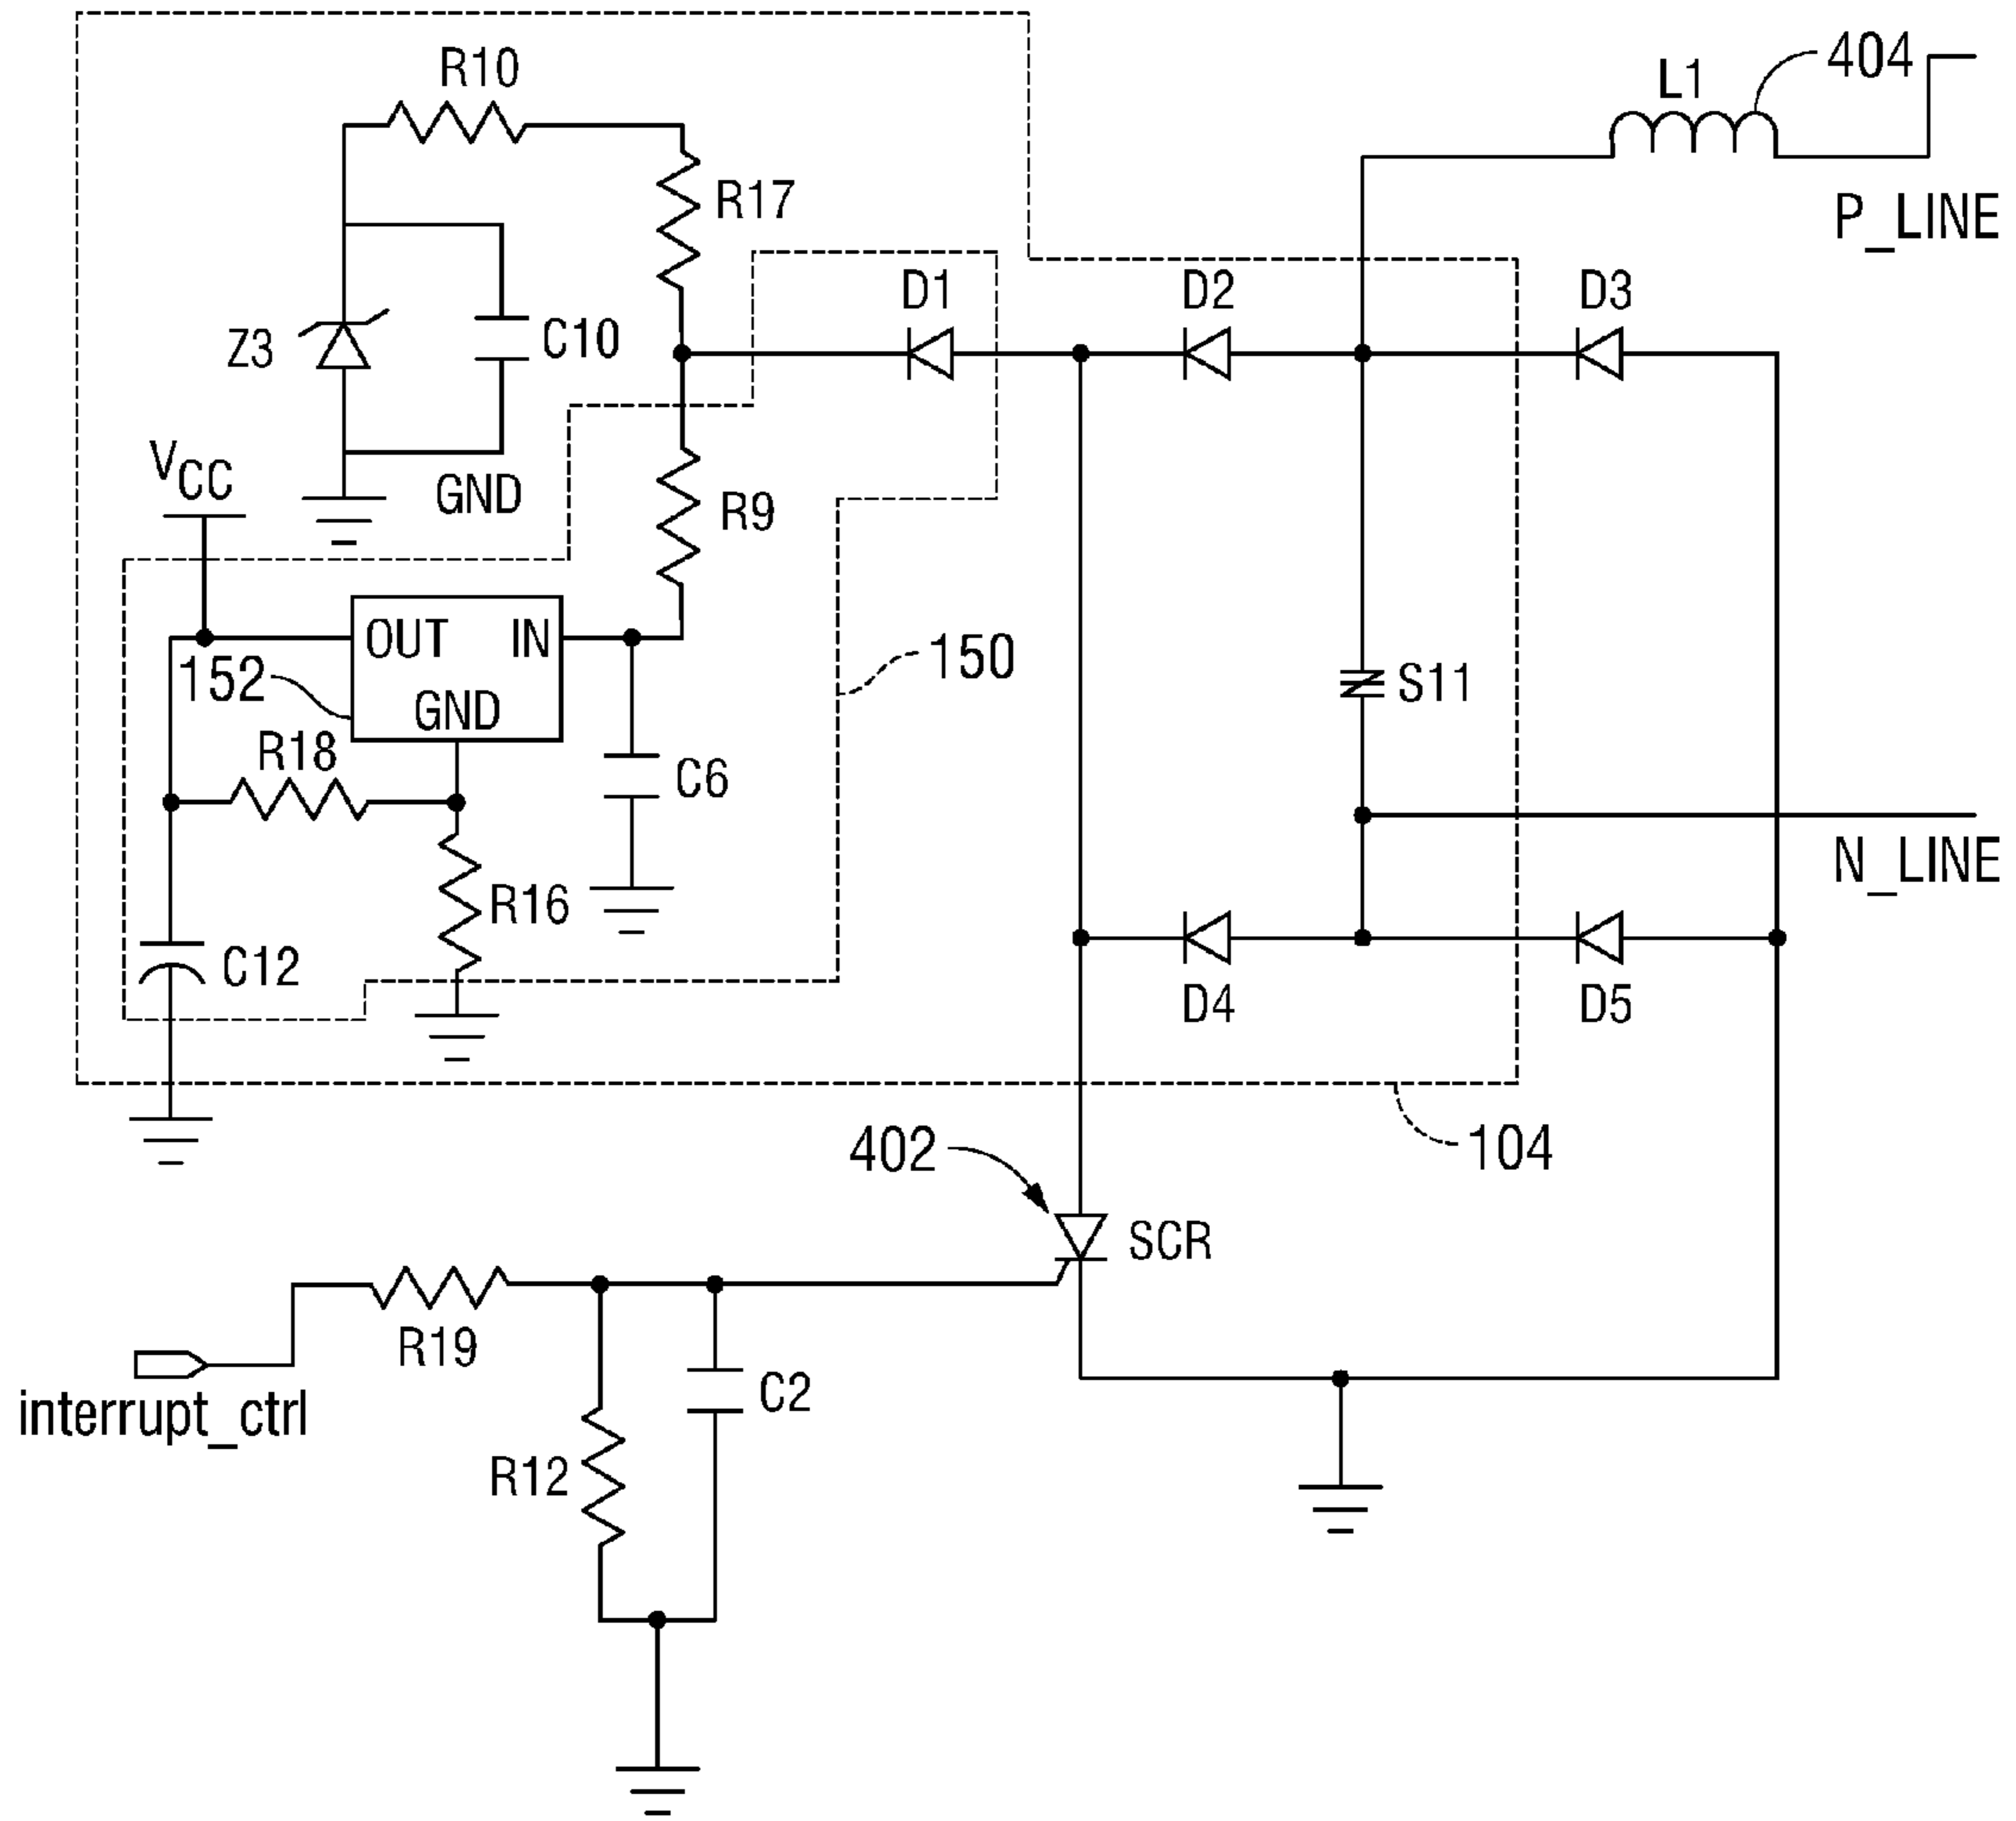 R10
L1
404
R17
P_LINE
D1
D2
D3
Z3
C10
VCC
GND
R9
OUT
IN
150
152
GND
S11
R18
C6
N_LINE
R16
C12
D4
D5
402
104
SCR
R19
C2
interrupt_ctrl
R12